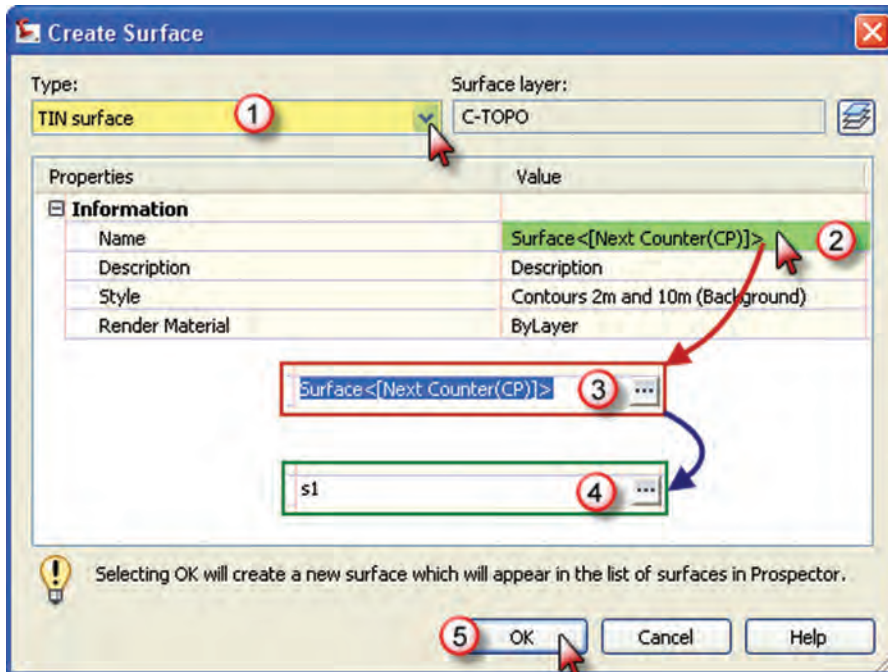 Create Surface
Type: Surface layer:
TIN surface 1 C-TOPO
Properties Value
Information
Name Surface<[Next Counter(CP)]> 2
Description Description
Style Contours 2m and 10m (Background)
Render Material ByLayer
Surface<[Next Counter(CP)]> 3 ...
s1 4 ...
Selecting OK will create a new surface which will appear in the list of surfaces in Prospector.
5 OK Cancel Help